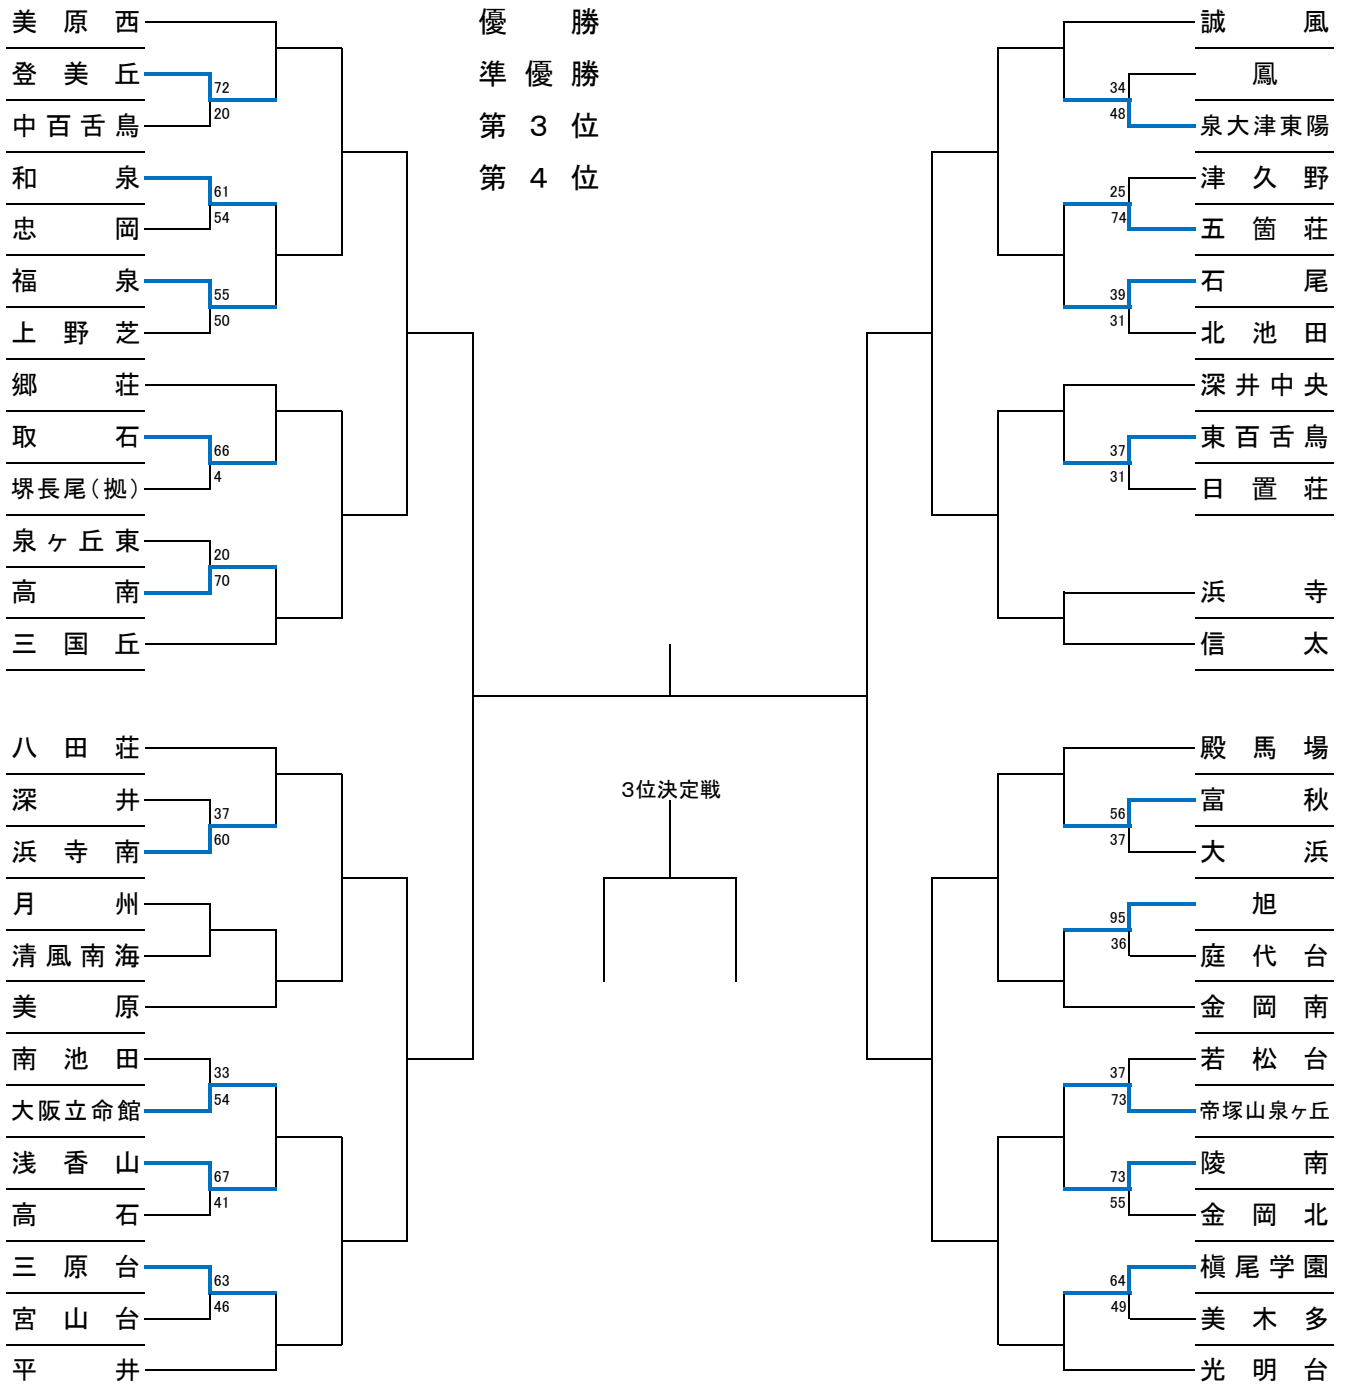 美原西
登美丘
72
20
中百舌鳥
和泉
61
54
忠岡
福泉
55
50
上野芝
郷荘
取石
66
4
堺長尾(拠)
泉ヶ丘東
20
70
高南
三国丘
八田荘
深井
37
60
浜寺南
月州
清風南海
美原
南池田
33
54
大阪立命館
浅香山
67
41
高石
三原台
63
46
宮山台
平井
優勝
準優勝
第3位
第4位
3位決定戦
誠風
鳳
34
48
泉大津東陽
津久野
25
74
五箇荘
石尾
39
31
北池田
深井中央
東百舌鳥
37
31
日置荘
浜寺
信太
殿馬場
富秋
56
37
大浜
旭
95
36
庭代台
金岡南
若松台
37
73
帝塚山泉ヶ丘
陵南
73
55
金岡北
槇尾学園
64
49
美木多
光明台